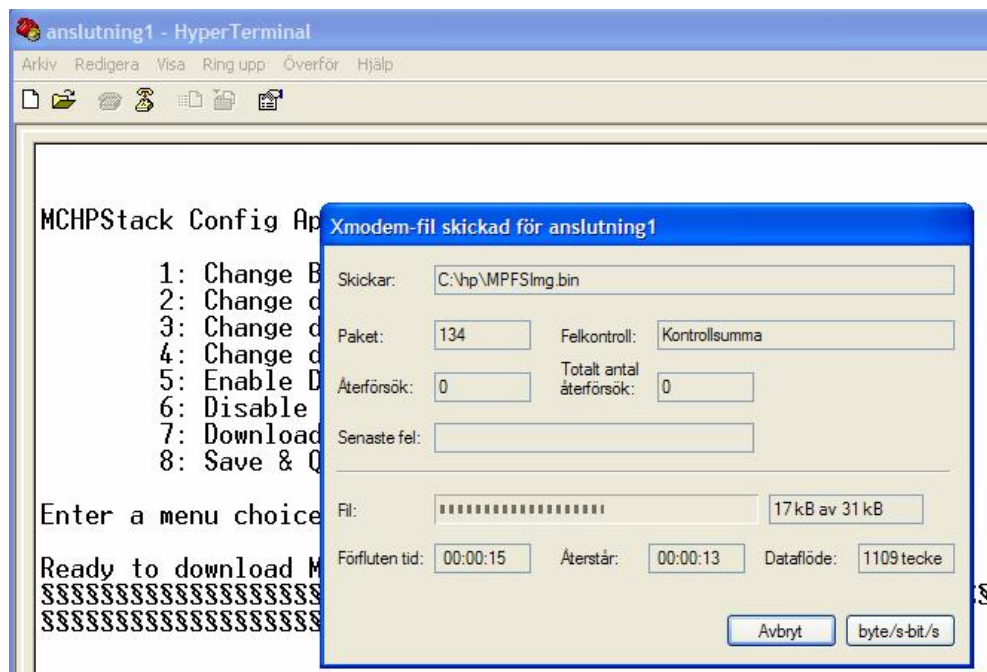 anslutning1 - HyperTerminal
Arkiv Redigera Visa Ring upp Överför Hjälp
MCHPStack Config Ap
1: Change B
2: Change d
3: Change d
4: Change d
5: Enable D
6: Disable
7: Download
8: Save & Q
Enter a menu choice
Ready to download M
§§§§§§§§§§§§§§§§§§§ §
§§§§§§§§§§§§§§§§§§§
Xmodem-fil skickad för anslutning1
Skickar: C:\hp\MPFSImg.bin
Paket: 134 Felkontroll: Kontrollsumma
Återförsök: 0 Totalt antal återförsök: 0
Senaste fel:
Fil: 17 kB av 31 kB
Förfluten tid: 00:00:15 Återstår: 00:00:13 Dataflöde: 1109 tecke
Avbryt byte/s-bit/s